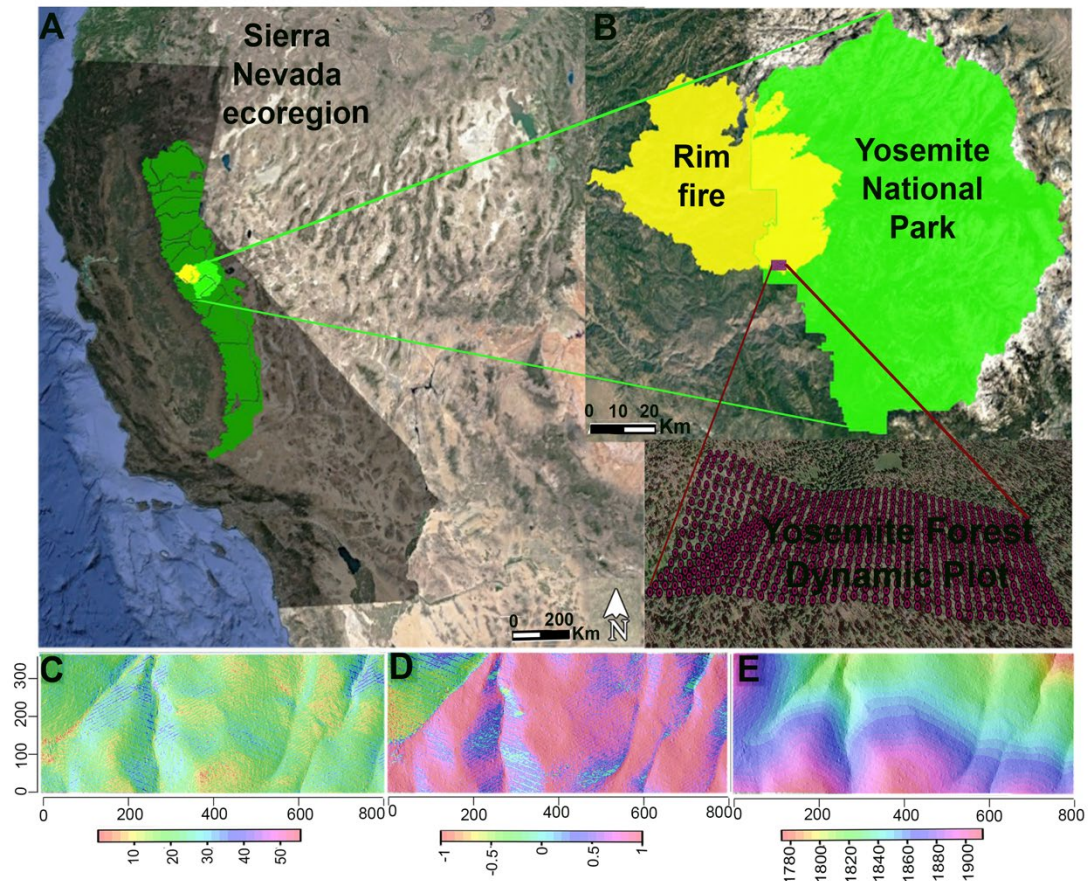 A
Sierra
Nevada
ecoregion
0 200
Km
N
B
Rim
fire
Yosemite
National
Park
0 10 20
Km
Yosemite Forest
Dynamic Plot
C
300
200
100
0
0 200 400 600 800
10 20 30 40 50
D
200 400 600 800
-1 -0.5 0 0.5 1
E
200 400 600 800
1780 1800 1820 1840 1860 1880 1900